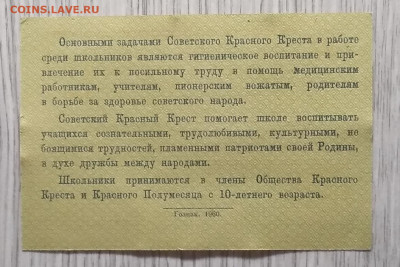 COINS.LAVE.RU
Основными задачами Советского Красного Креста в работе
среди школьников являются гигиеническое воспитание и при-
влечение их к посильному труду в помощь медицинским
работникам, учителям, пионерским вожатым, родителям
в борьбе за здоровье советского народа.
Советский Красный Крест помогает школе воспитывать
учащихся сознательными, трудолюбивыми, культурными, не
боящимися трудностей, пламенными патриотами своей Родины,
в духе дружбы между народами.
Школьники принимаются в члены Общества Красного
Креста и Красного Полумесяца с 10-летнего возраста.
Гознак. 1960.